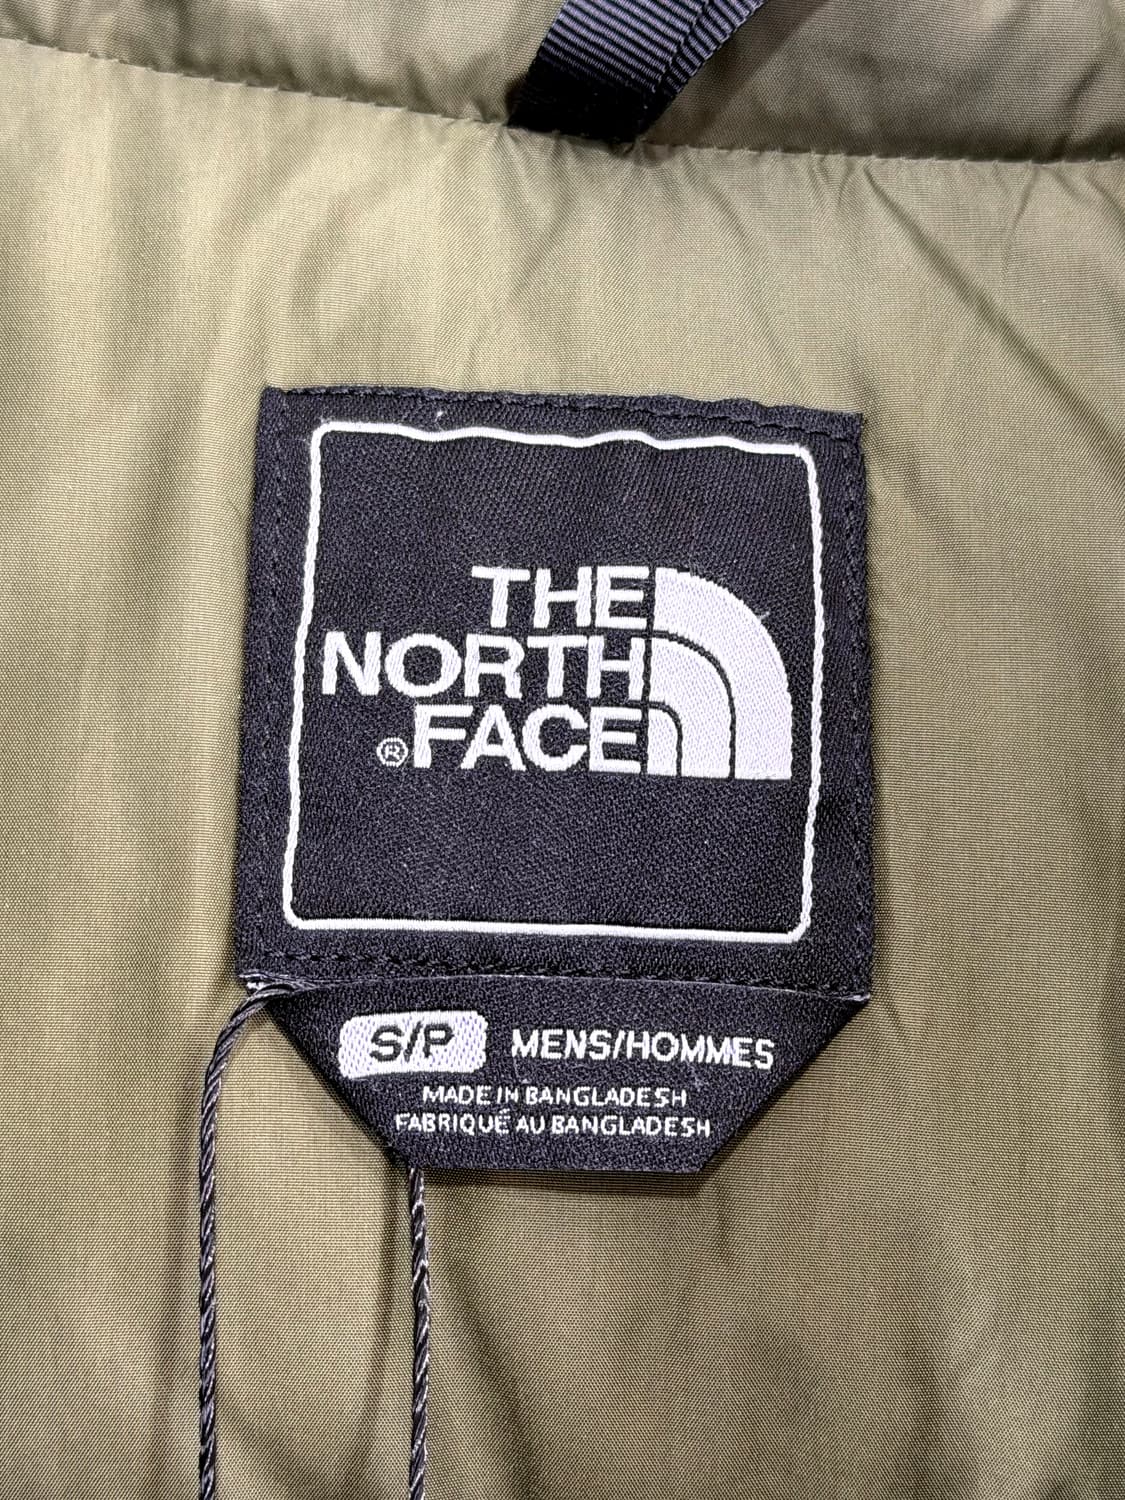 THE
NORTH
® FACE
S/P MENS/HOMMES
MADE IN BANGLADESH
FABRIQUÉ AU BANGLADESH